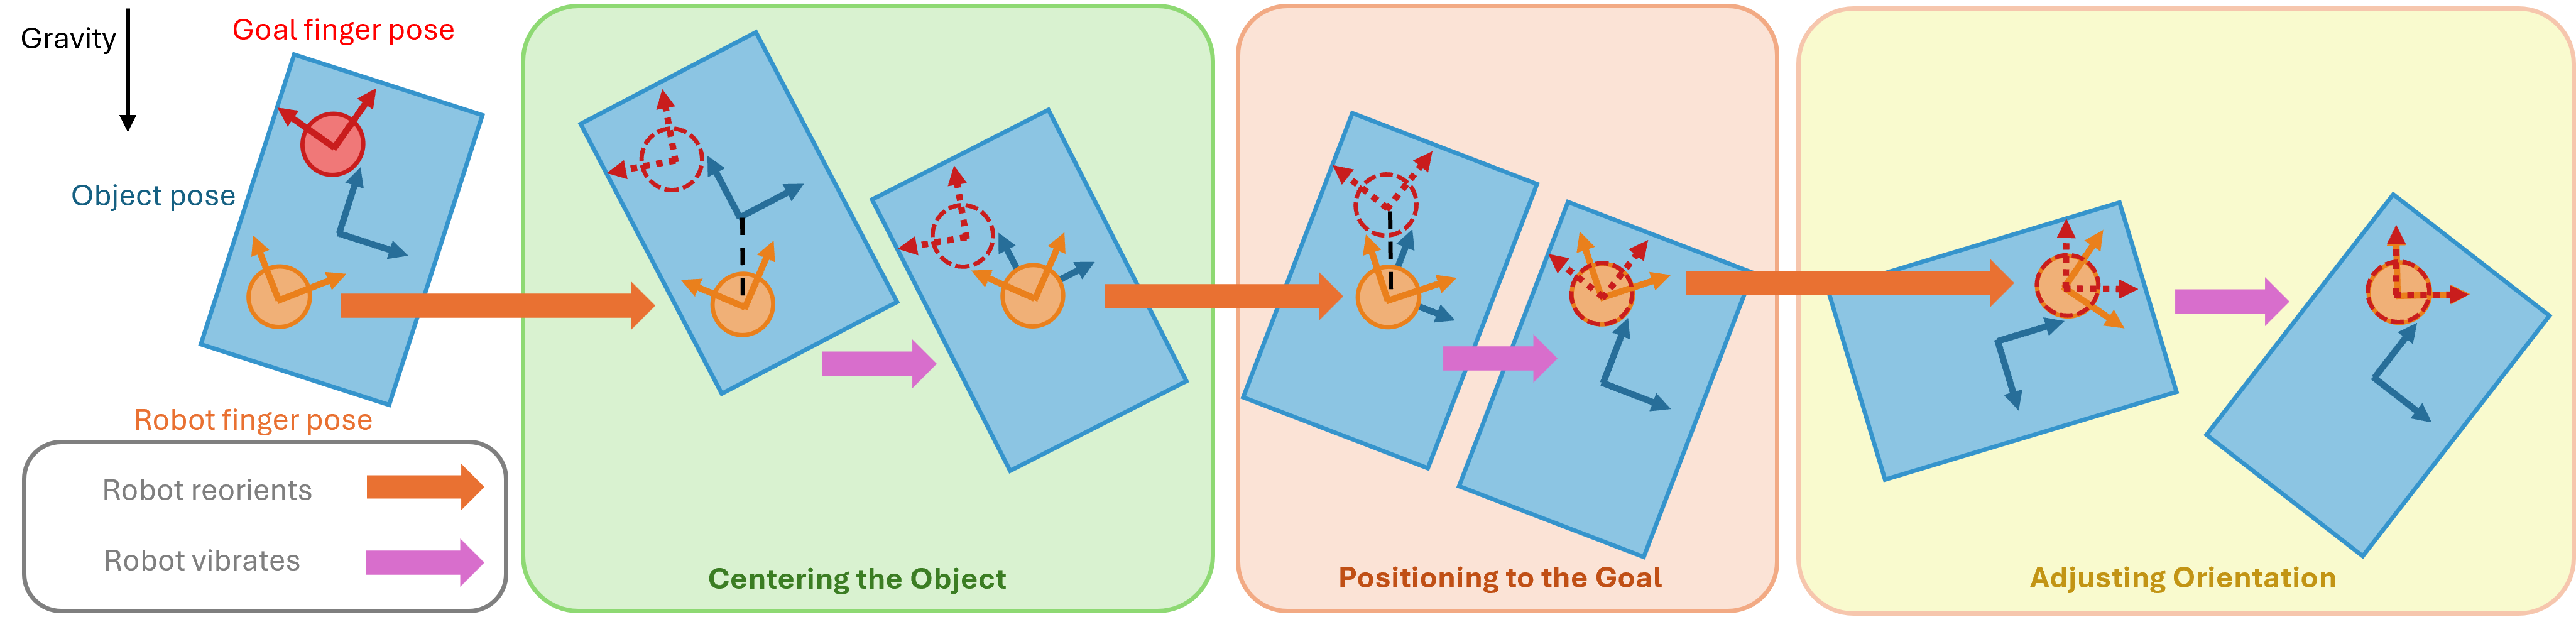 Gravity
Goal finger pose
Object pose
Robot finger pose
Robot reorients
Robot vibrates
Centering the Object
Positioning to the Goal
Adjusting Orientation